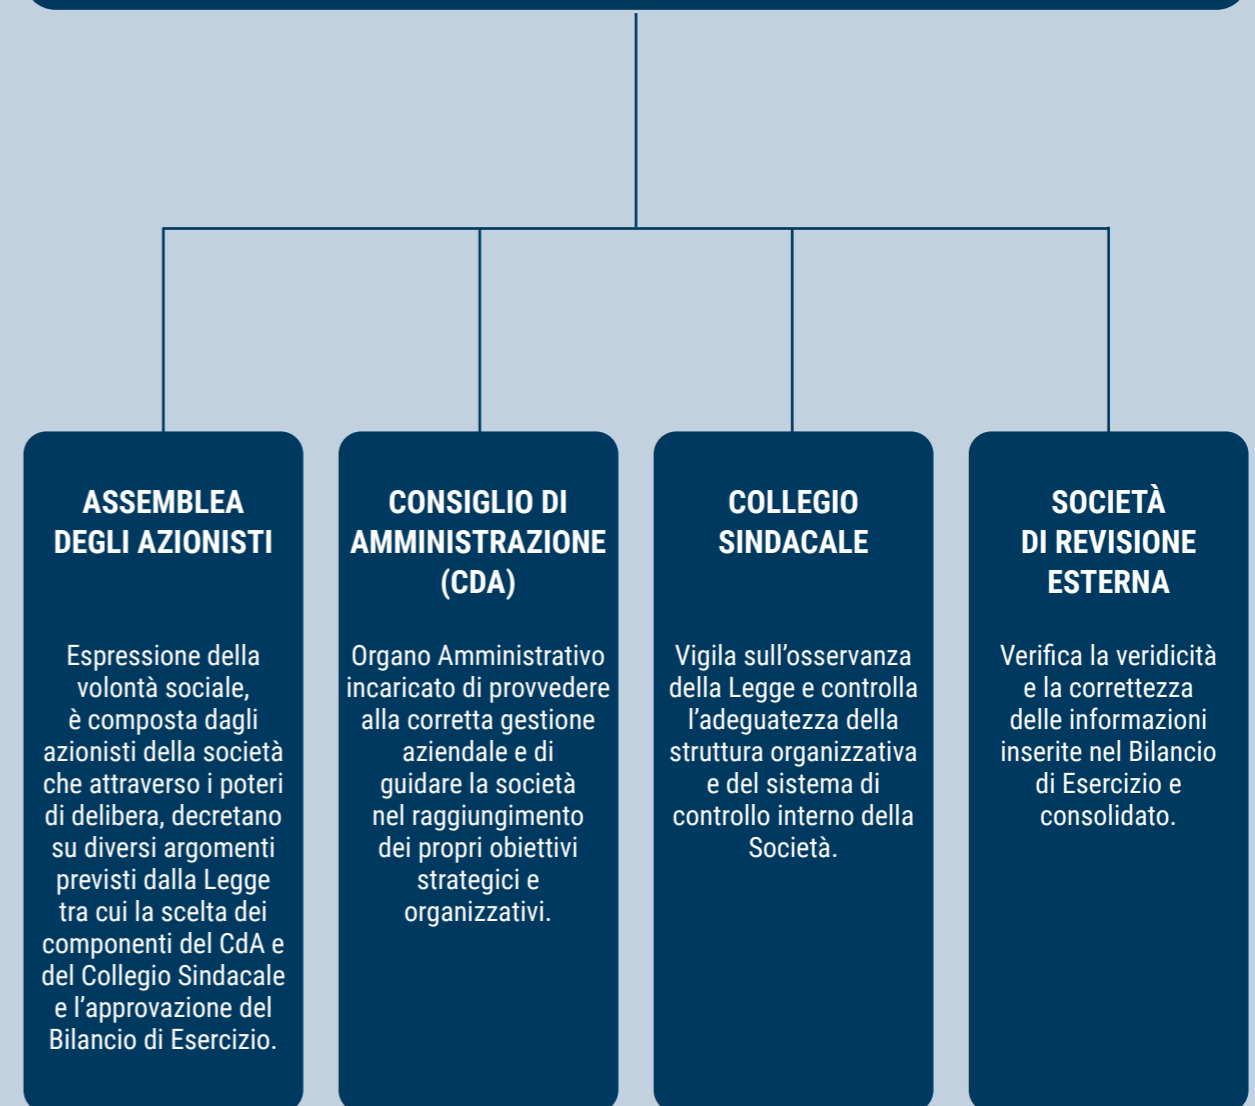 ASSEMBLEA
DEGLI AZIONISTI
Espressione della
volontà sociale,
è composta dagli
azionisti della società
che attraverso i poteri
di delibera, decretano
su diversi argomenti
previsti dalla Legge
tra cui la scelta dei
componenti del CdA e
del Collegio Sindacale
e l’approvazione del
Bilancio di Esercizio.
CONSIGLIO DI
AMMINISTRAZIONE
(CDA)
Organo Amministrativo
incaricato di provvedere
alla corretta gestione
aziendale e di
guidare la società
nel raggiungimento
dei propri obiettivi
strategici e
organizzativi.
COLLEGIO
SINDACALE
Vigila sull’osservanza
della Legge e controlla
l’adeguatezza della
struttura organizzativa
e del sistema di
controllo interno della
Società.
SOCIETÀ
DI REVISIONE
ESTERNA
Verifica la veridicità
e la correttezza
delle informazioni
inserite nel Bilancio
di Esercizio e
consolidato.